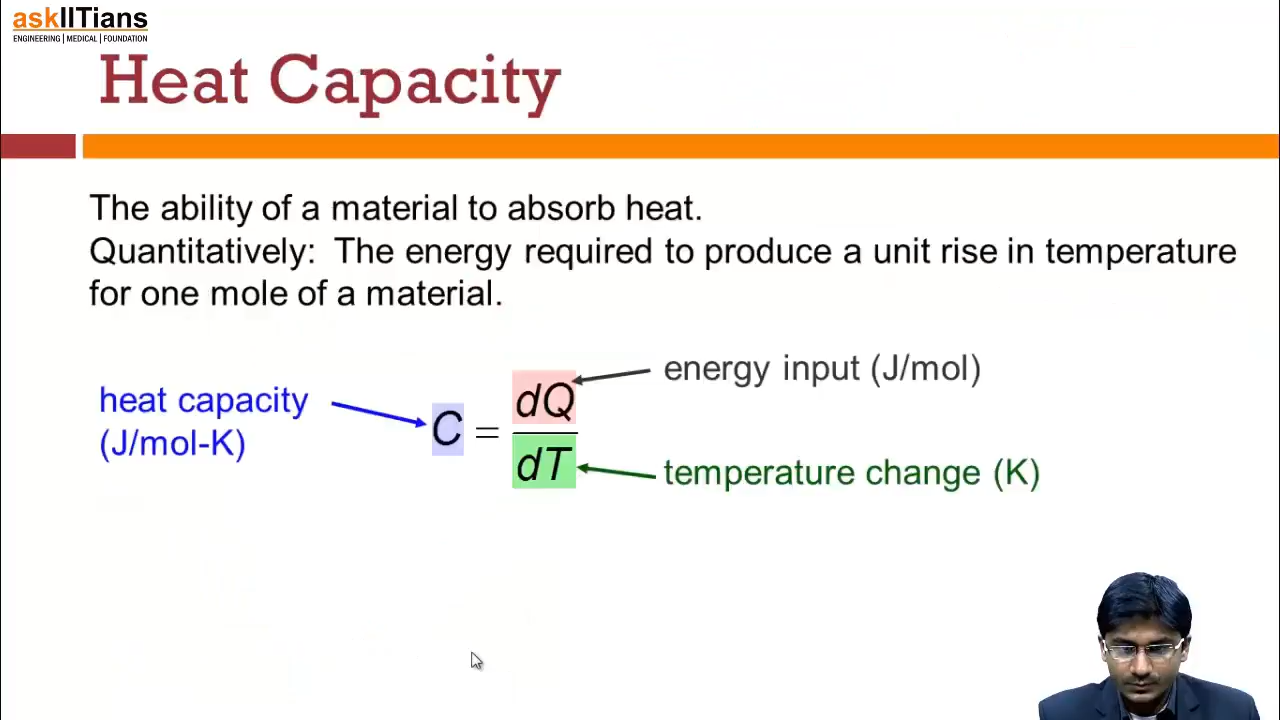 askIITians
ENGINEERING | MEDICAL | FOUNDATION
Heat Capacity
The ability of a material to absorb heat.
Quantitatively: The energy required to produce a unit rise in temperature
for one mole of a material.
heat capacity
(J/mol-K)
C = dQ
dT
energy input (J/mol)
temperature change (K)